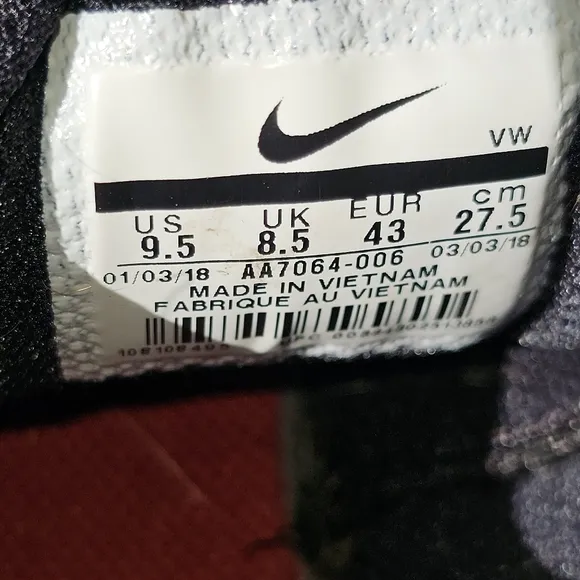 VW
US UK EUR cm
9.5 8.5 43 27.5
01/03/18 AA7064-006 03/03/18
MADE IN VIETNAM
FABRIQUE AU VIETNAM